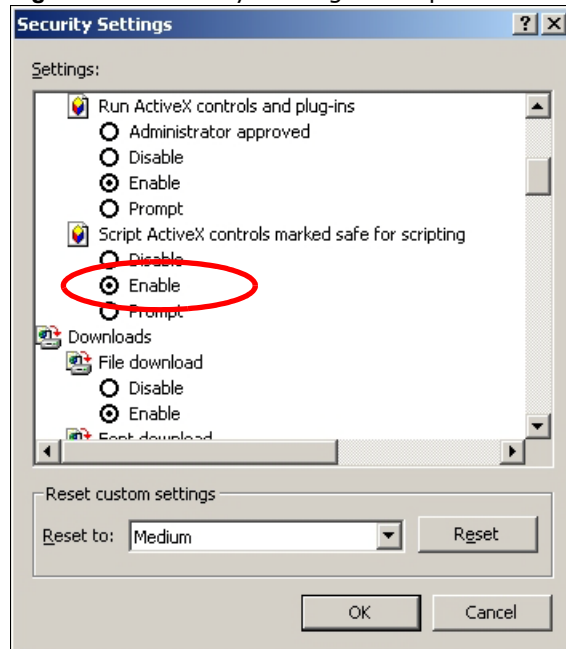 Security Settings
Settings:
Run ActiveX controls and plug-ins
Administrator approved
Disable
Enable
Prompt
Script ActiveX controls marked safe for scripting
Disable
Enable
Prompt
Downloads
File download
Disable
Enable
Font download
Reset custom settings
Reset to: Medium Reset
OK Cancel